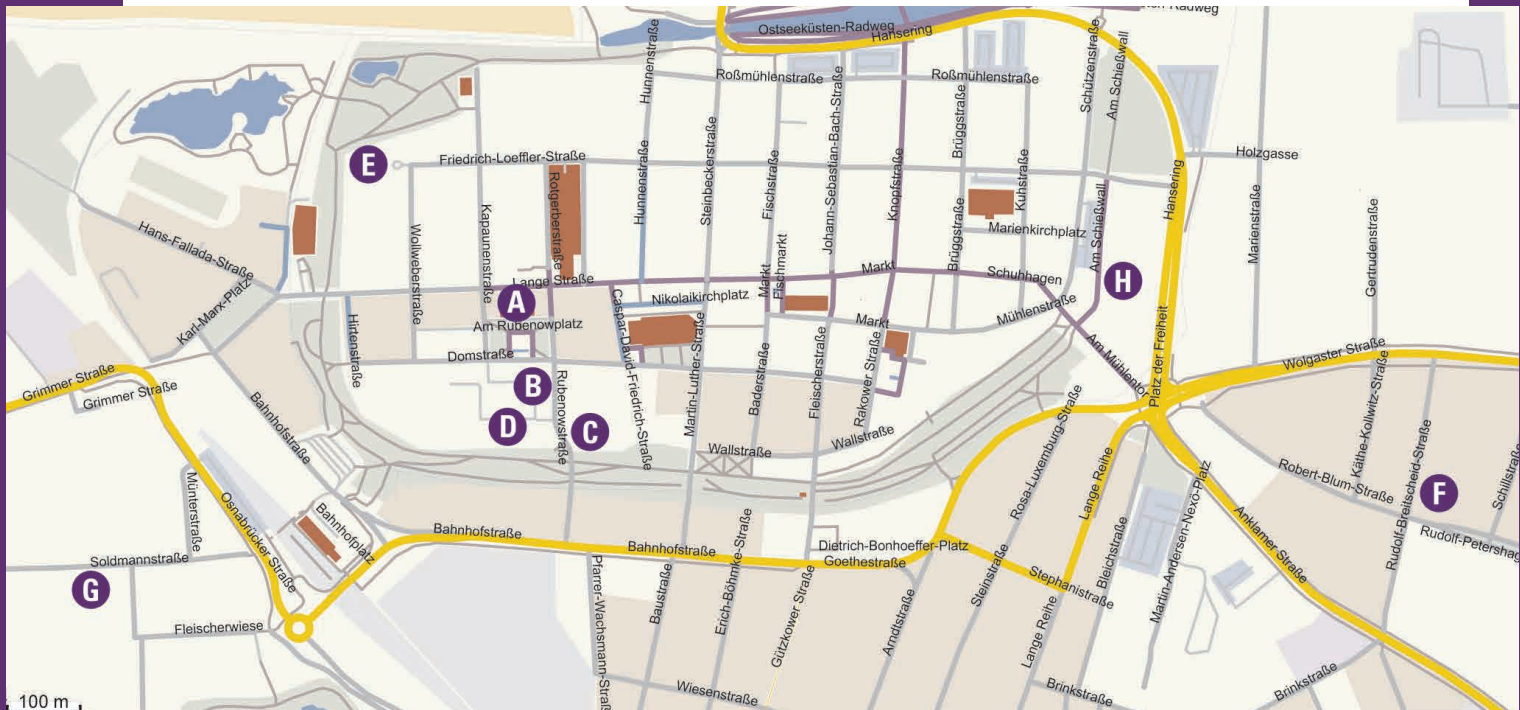 Ostseeküsten-Radweg
Hansering
Radweg
Hunnenstraße
Roßmühlenstraße
Roßmühlenstraße
Schützenstraße
Am Schießwall
Johann-Sebastian-Bach-Straße
Brüggstraße
E
Friedrich-Loeffler-Straße
Steinbeckerstraße
Fischstraße
Knopfstraße
Kuhstraße
Holzgasse
Hansering
Marienstraße
Gertrudenstraße
Hunnenstraße
Rotgerberstraße
Kapaunenstraße
Wollweberstraße
Hans-Fallada-Straße
Brüggstraße
Marienkirchplatz
Am Schießwall
Karl-Marx-Platz
Lange Straße
Markt
Fischmarkt
Markt
Schuhhagen
H
A
Nikolaikirchplatz
Am Rubenowplatz
Caspar-David-Friedrich-Straße
Markt
Mühlenstraße
Hirtenstraße
Domstraße
Martin-Luther-Straße
Baderstraße
Fleischerstraße
Rakower Straße
Am Mühlentor
Platz der Freiheit
Wolgaster Straße
Grimmer Straße
Grimmer Straße
Bahnhofstraße
B
D
C
Rubenowstraße
Wallstraße
Wallstraße
Rosa-Luxemburg-Straße
Käthe-Kollwitz-Straße
Rudolf-Breitscheid-Straße
Robert-Blum-Straße
F
Schillstraße
Rudolf-Petershag
Münterstraße
Osnabrücker Straße
Bahnhofplatz
Bahnhofstraße
Bahnhofstraße
Dietrich-Bonhoeffer-Platz
Goethestraße
Lange Reihe
Bleichstraße
Martin-Andersen-Nexö-Platz
Anklamer Straße
Soldmannstraße
G
Fleischerwiese
Pfarrer-Wachsmann-Straß
Baustraße
Erich-Böhmke-Straße
Gützkower Straße
Arndtstraße
Steinstraße
Stephanistraße
Lange Reihe
Wiesenstraße
Brinkstraße
Brinkstraße
100 m